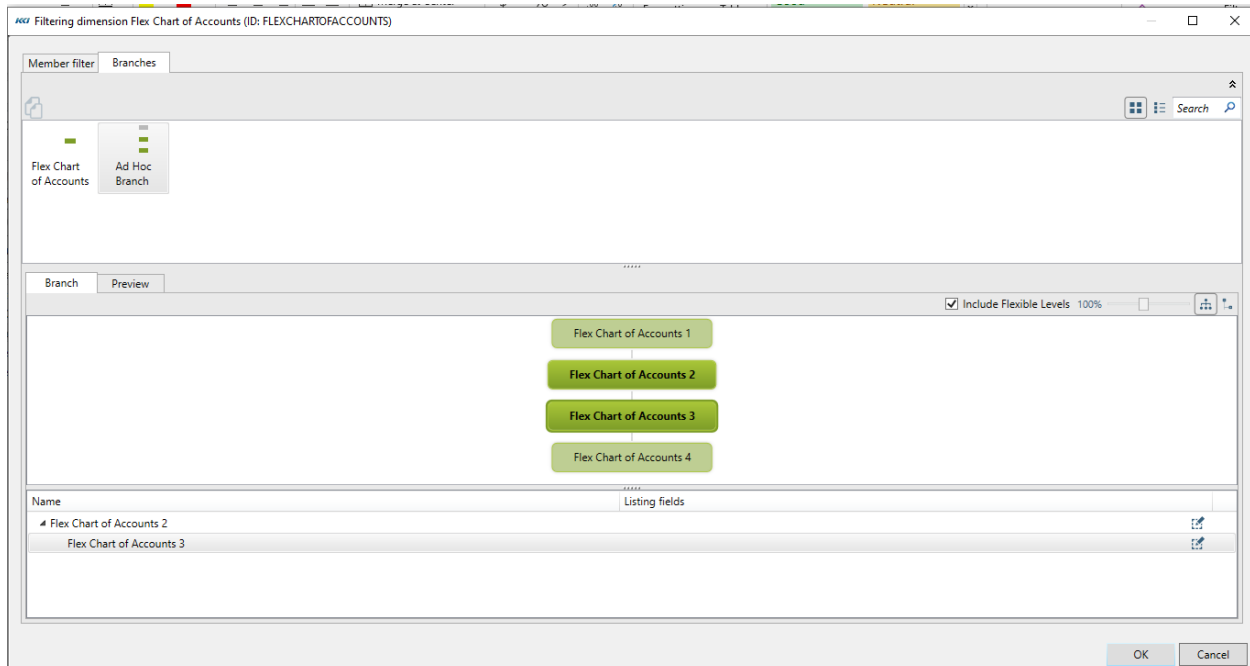 KCI Filtering dimension Flex Chart of Accounts (ID: FLEXCHARTOFACCOUNTS)
Member filter Branches
Search
Flex Chart
of Accounts
Ad Hoc
Branch
Branch Preview
Include Flexible Levels 100%
Flex Chart of Accounts 1
Flex Chart of Accounts 2
Flex Chart of Accounts 3
Flex Chart of Accounts 4
Name Listing fields
Flex Chart of Accounts 2
Flex Chart of Accounts 3
OK Cancel